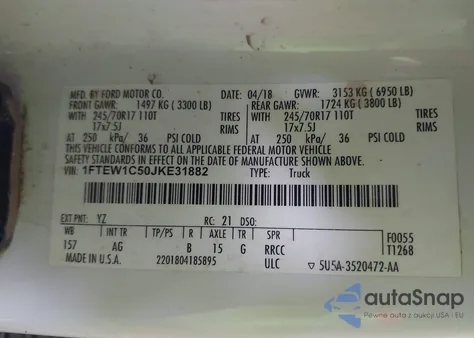 MFD. BY FORD MOTOR CO. DATE: 04/18 GVWR: 3153 KG ( 6950 LB)
FRONT GAWR: 1497 KG ( 3300 LB) REAR GAWR: 1724 KG ( 3800 LB)
WITH 245/70R17 110T TIRES WITH 245/70R17 110T TIRES
17x7.5J RIMS 17x7.5J RIMS
AT 250 kPa/ 36 PSI COLD AT 250 kPa/ 36 PSI COLD
THIS VEHICLE CONFORMS TO ALL APPLICABLE FEDERAL MOTOR VEHICLE
SAFETY STANDARDS IN EFFECT ON THE DATE OF MANUFACTURE SHOWN ABOVE
VIN: 1FTEW1C50JKE31882 TYPE: Truck
EXT PNT: YZ RC: 21 DSO:
WB INT TR TP/PS R AXLE TR SPR F0055
157 AG B 15 G RRCC T1268
MADE IN U.S.A. 2201804185895 ULC ▽ 5U5A-3520472-AA
autoSnap
Auta z aukcji USA i EU